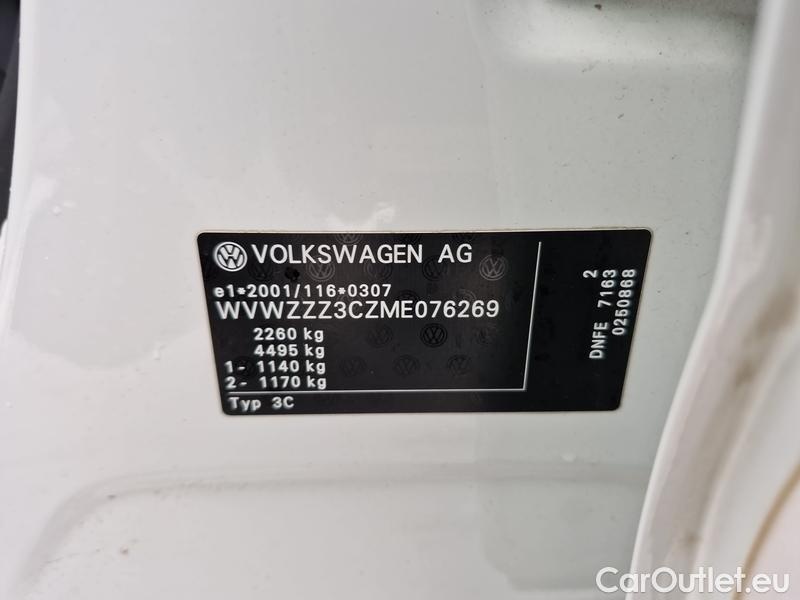 VOLKSWAGEN AG
e1*2001/116*0307
WVWZZZ3CZME076269
2260 kg
4495 kg
1- 1140 kg
2- 1170 kg
Typ 3C
2
DNFE 7163
0250868
CarOutlet.eu